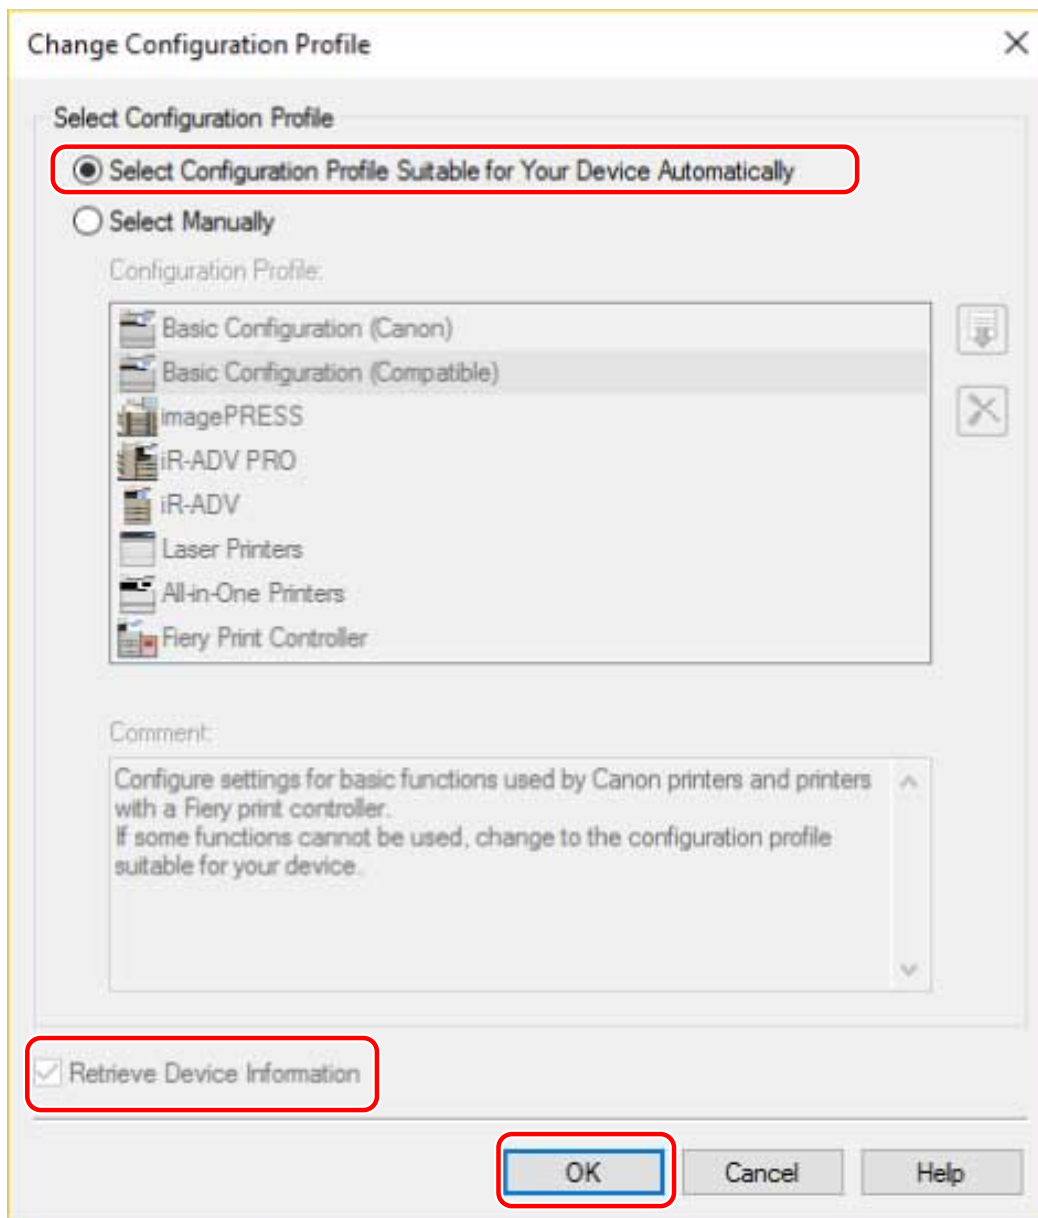 Change Configuration Profile
Select Configuration Profile
Select Configuration Profile Suitable for Your Device Automatically
Select Manually
Configuration Profile:
Basic Configuration (Canon)
Basic Configuration (Compatible)
imagePRESS
iR-ADV PRO
iR-ADV
Laser Printers
All-in-One Printers
Fiery Print Controller
Comment:
Configure settings for basic functions used by Canon printers and printers
with a Fiery print controller.
If some functions cannot be used, change to the configuration profile
suitable for your device.
Retrieve Device Information
OK
Cancel
Help